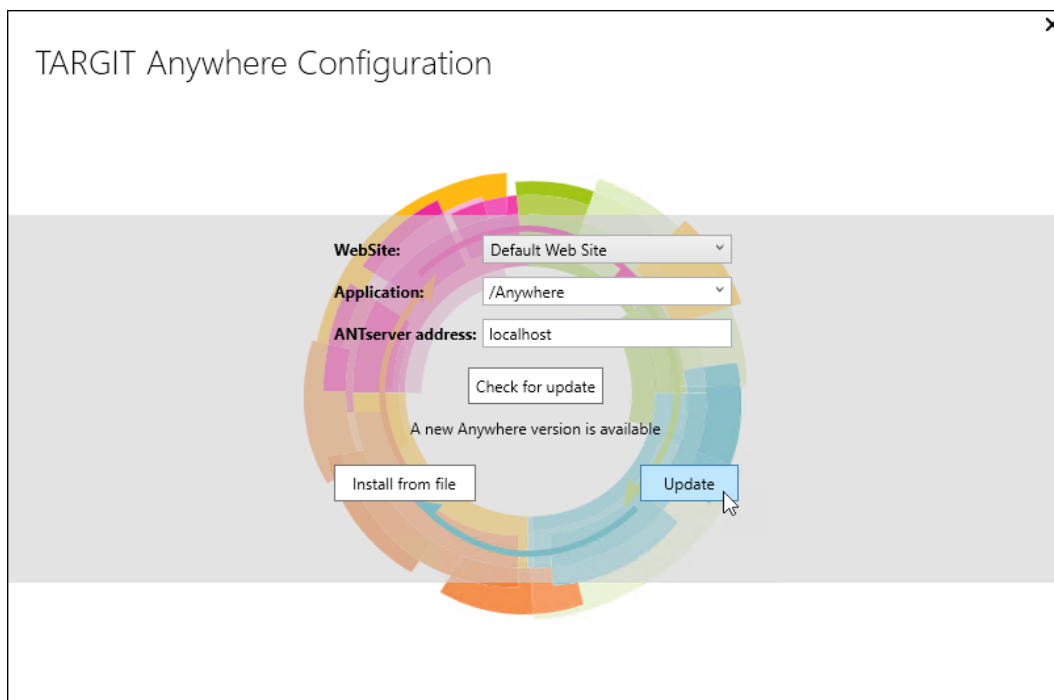 TARGIT Anywhere Configuration
WebSite: Default Web Site
Application: /Anywhere
ANTserver address: localhost
Check for update
A new Anywhere version is available
Install from file Update